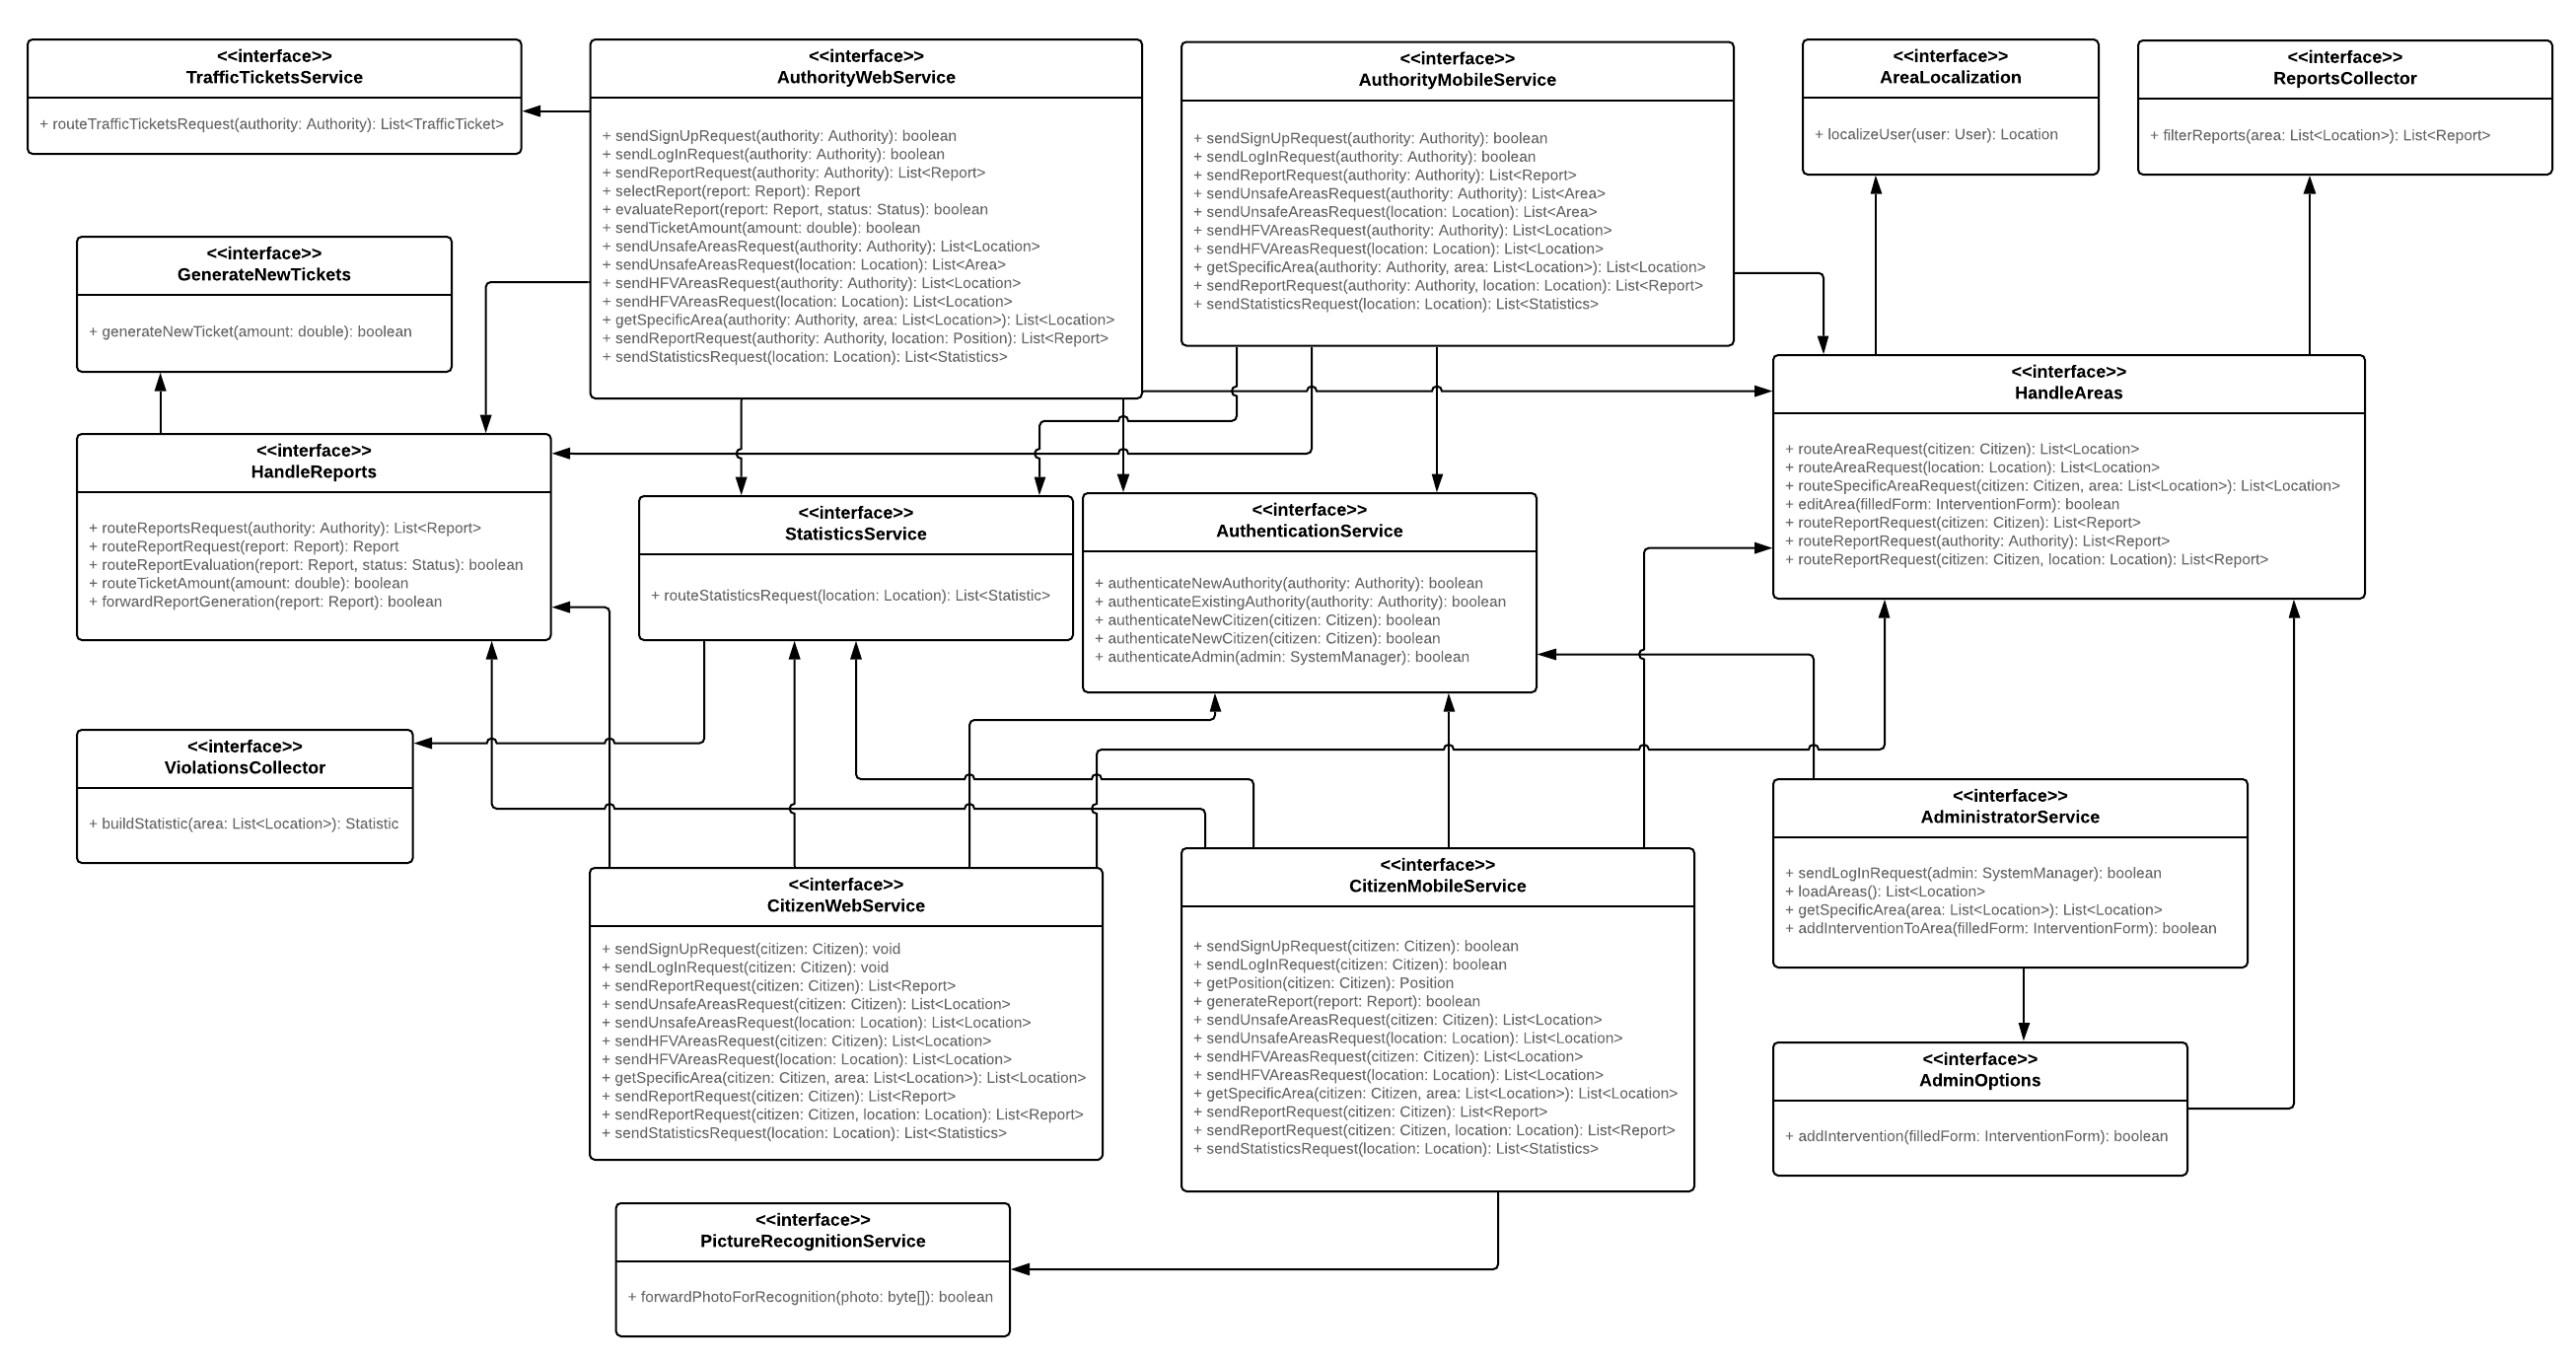 <<interface>>
TrafficTicketsService
+ routeTrafficTicketsRequest(authority: Authority): List<TrafficTicket>
<<interface>>
AuthorityWebService
+ sendSignUpRequest(authority: Authority): boolean
+ sendLogInRequest(authority: Authority): boolean
+ sendReportRequest(authority: Authority): List<Report>
+ selectReport(report: Report): Report
+ evaluateReport(report: Report, status: Status): boolean
+ sendTicketAmount(amount: double): boolean
+ sendUnsafeAreasRequest(authority: Authority): List<Location>
+ sendUnsafeAreasRequest(location: Location): List<Area>
+ sendHFVAreasRequest(authority: Authority): List<Location>
+ sendHFVAreasRequest(location: Location): List<Location>
+ getSpecificArea(authority: Authority, area: List<Location>): List<Location>
+ sendReportRequest(authority: Authority, location: Position): List<Report>
+ sendStatisticsRequest(location: Location): List<Statistics>
<<interface>>
AuthorityMobileService
+ sendSignUpRequest(authority: Authority): boolean
+ sendLogInRequest(authority: Authority): boolean
+ sendReportRequest(authority: Authority): List<Report>
+ sendUnsafeAreasRequest(authority: Authority): List<Area>
+ sendUnsafeAreasRequest(location: Location): List<Area>
+ sendHFVAreasRequest(authority: Authority): List<Location>
+ sendHFVAreasRequest(location: Location): List<Location>
+ getSpecificArea(authority: Authority, area: List<Location>): List<Location>
+ sendReportRequest(authority: Authority, location: Location): List<Report>
+ sendStatisticsRequest(location: Location): List<Statistics>
<<interface>>
AreaLocalization
+ localizeUser(user: User): Location
<<interface>>
ReportsCollector
+ filterReports(area: List<Location>): List<Report>
<<interface>>
GenerateNewTickets
+ generateNewTicket(amount: double): boolean
<<interface>>
HandleReports
+ routeReportsRequest(authority: Authority): List<Report>
+ routeReportRequest(report: Report): Report
+ routeReportEvaluation(report: Report, status: Status): boolean
+ routeTicketAmount(amount: double): boolean
+ forwardReportGeneration(report: Report): boolean
<<interface>>
StatisticsService
+ routeStatisticsRequest(location: Location): List<Statistic>
<<interface>>
AuthenticationService
+ authenticateNewAuthority(authority: Authority): boolean
+ authenticateExistingAuthority(authority: Authority): boolean
+ authenticateNewCitizen(citizen: Citizen): boolean
+ authenticateNewCitizen(citizen: Citizen): boolean
+ authenticateAdmin(admin: SystemManager): boolean
<<interface>>
HandleAreas
+ routeAreaRequest(citizen: Citizen): List<Location>
+ routeAreaRequest(location: Location): List<Location>
+ routeSpecificAreaRequest(citizen: Citizen, area: List<Location>): List<Location>
+ editArea(filledForm: InterventionForm): boolean
+ routeReportRequest(citizen: Citizen): List<Report>
+ routeReportRequest(authority: Authority): List<Report>
+ routeReportRequest(citizen: Citizen, location: Location): List<Report>
<<interface>>
ViolationsCollector
+ buildStatistic(area: List<Location>): Statistic
<<interface>>
CitizenWebService
+ sendSignUpRequest(citizen: Citizen): void
+ sendLogInRequest(citizen: Citizen): void
+ sendReportRequest(citizen: Citizen): List<Report>
+ sendUnsafeAreasRequest(citizen: Citizen): List<Location>
+ sendUnsafeAreasRequest(location: Location): List<Location>
+ sendHFVAreasRequest(citizen: Citizen): List<Location>
+ sendHFVAreasRequest(location: Location): List<Location>
+ getSpecificArea(citizen: Citizen, area: List<Location>): List<Location>
+ sendReportRequest(citizen: Citizen): List<Report>
+ sendReportRequest(citizen: Citizen, location: Location): List<Report>
+ sendStatisticsRequest(location: Location): List<Statistics>
<<interface>>
CitizenMobileService
+ sendSignUpRequest(citizen: Citizen): boolean
+ sendLogInRequest(citizen: Citizen): boolean
+ getPosition(citizen: Citizen): Position
+ generateReport(report: Report): boolean
+ sendUnsafeAreasRequest(citizen: Citizen): List<Location>
+ sendUnsafeAreasRequest(location: Location): List<Location>
+ sendHFVAreasRequest(citizen: Citizen): List<Location>
+ sendHFVAreasRequest(location: Location): List<Location>
+ getSpecificArea(citizen: Citizen, area: List<Location>): List<Location>
+ sendReportRequest(citizen: Citizen): List<Report>
+ sendReportRequest(citizen: Citizen, location: Location): List<Report>
+ sendStatisticsRequest(location: Location): List<Statistics>
<<interface>>
AdministratorService
+ sendLogInRequest(admin: SystemManager): boolean
+ loadAreas(): List<Location>
+ getSpecificArea(area: List<Location>): List<Location>
+ addInterventionToArea(filledForm: InterventionForm): boolean
<<interface>>
AdminOptions
+ addIntervention(filledForm: InterventionForm): boolean
<<interface>>
PictureRecognitionService
+ forwardPhotoForRecognition(photo: byte[]): boolean